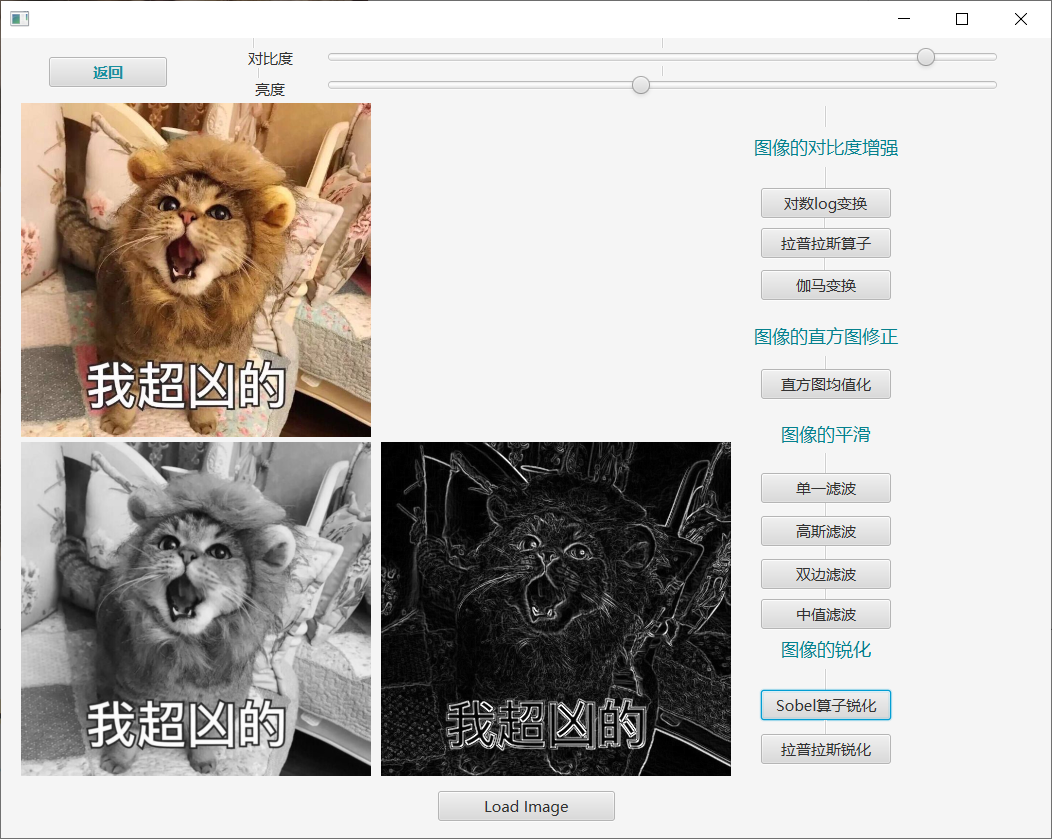 返回
对比度
亮度
图像的对比度增强
对数log变换
拉普拉斯算子
伽马变换
图像的直方图修正
直方图均值化
图像的平滑
单一滤波
高斯滤波
双边滤波
中值滤波
图像的锐化
Sobel算子锐化
拉普拉斯锐化
我超凶的
我超凶的
我超凶的
Load Image